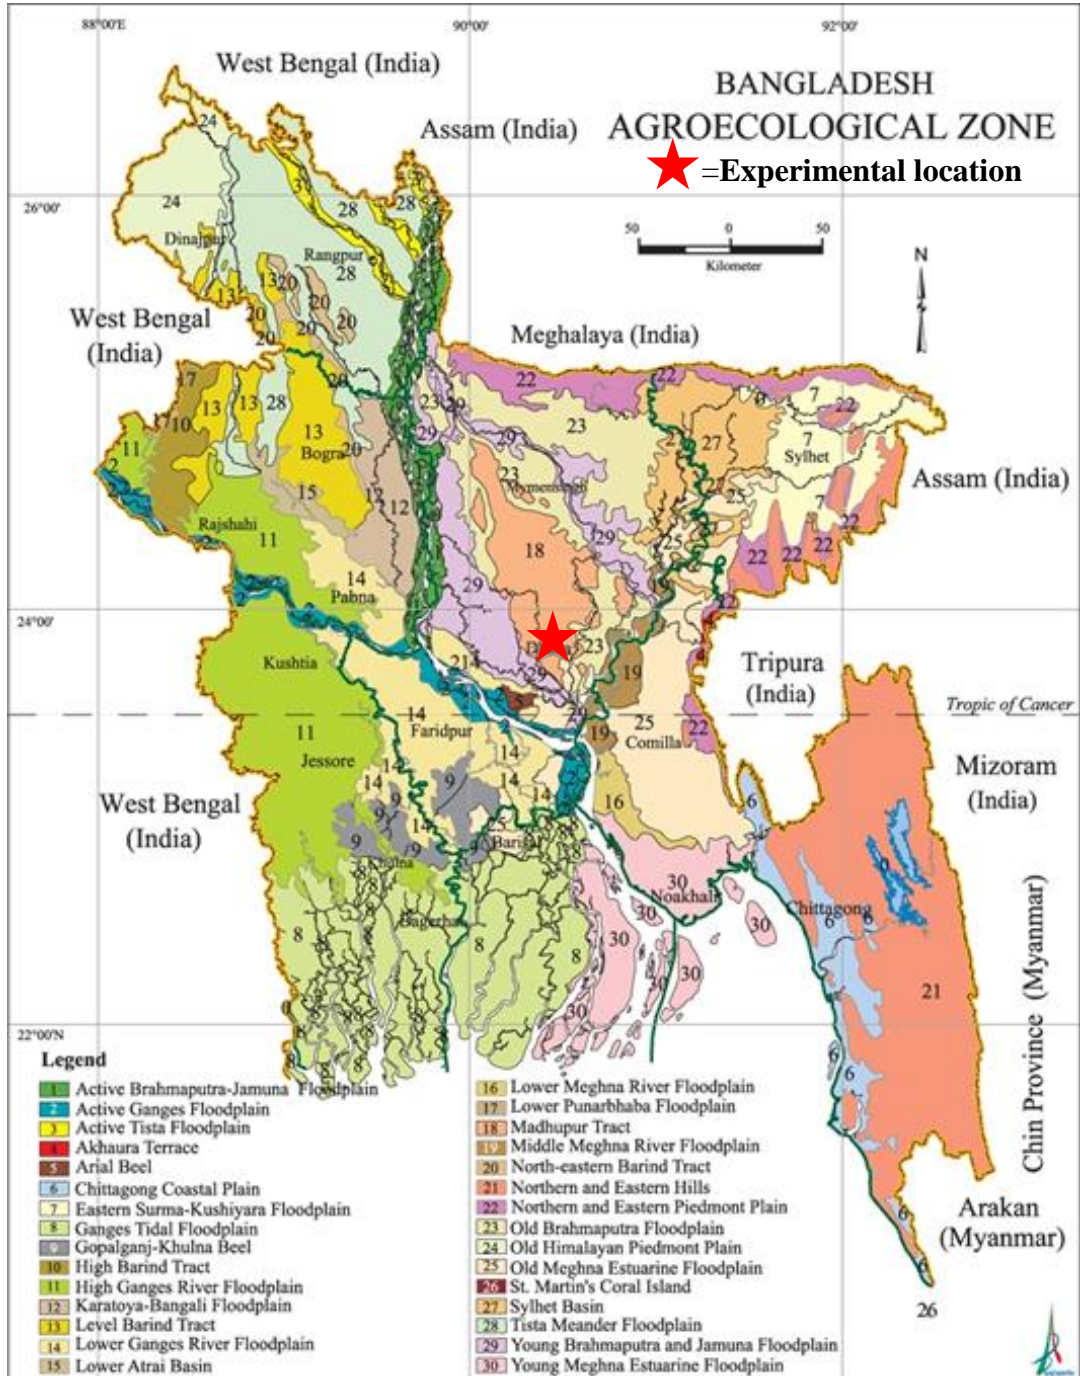 88°00'E
90°00'
92°00'
West Bengal (India)
BANGLADESH
AGROECOLOGICAL ZONE
Assam (India)
=Experimental location
26°00'
50 0 50
Kilometer
N
Dinajpur
Rangpur
West Bengal
(India)
Meghalaya (India)
Bogra
Mymensingh
Sylhet
Assam (India)
Rajshahi
Pabna
24°00'
Kushtia
Tripura
(India)
Tropic of Cancer
Faridpur
Comilla
Jessore
Mizoram
(India)
West Bengal
(India)
Barisal
Khulna
Noakhali
Chittagong
Bagerhat
Chin Province (Myanmar)
22°00'N
Arakan
(Myanmar)
26
Legend
1 Active Brahmaputra-Jamuna Floodplain
2 Active Ganges Floodplain
3 Active Tista Floodplain
4 Akhaura Terrace
5 Arial Beel
6 Chittagong Coastal Plain
7 Eastern Surma-Kushiyara Floodplain
8 Ganges Tidal Floodplain
9 Gopalganj-Khulna Beel
10 High Barind Tract
11 High Ganges River Floodplain
12 Karatoya-Bangali Floodplain
13 Level Barind Tract
14 Lower Ganges River Floodplain
15 Lower Atrai Basin
16 Lower Meghna River Floodplain
17 Lower Punarbhaba Floodplain
18 Madhupur Tract
19 Middle Meghna River Floodplain
20 North-eastern Barind Tract
21 Northern and Eastern Hills
22 Northern and Eastern Piedmont Plain
23 Old Brahmaputra Floodplain
24 Old Himalayan Piedmont Plain
25 Old Meghna Estuarine Floodplain
26 St. Martin's Coral Island
27 Sylhet Basin
28 Tista Meander Floodplain
29 Young Brahmaputra and Jamuna Floodplain
30 Young Meghna Estuarine Floodplain